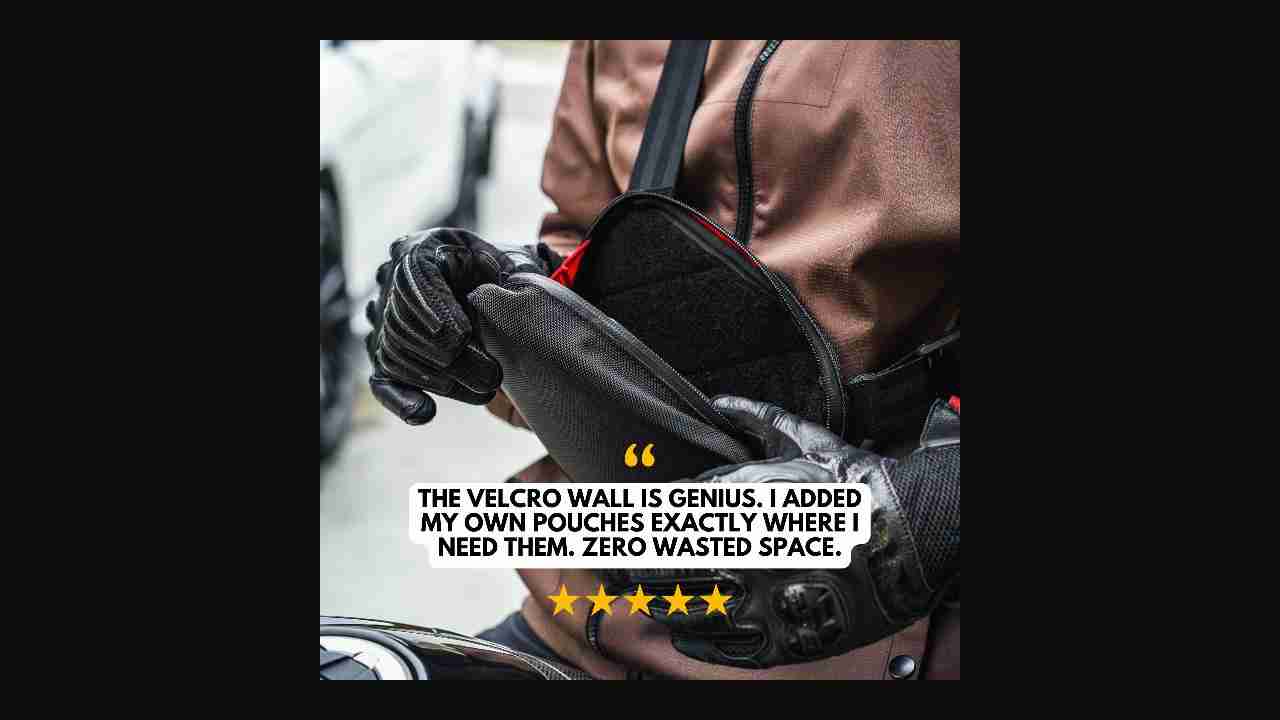 “
THE VELCRO WALL IS GENIUS. I ADDED
MY OWN POUCHES EXACTLY WHERE I
NEED THEM. ZERO WASTED SPACE.